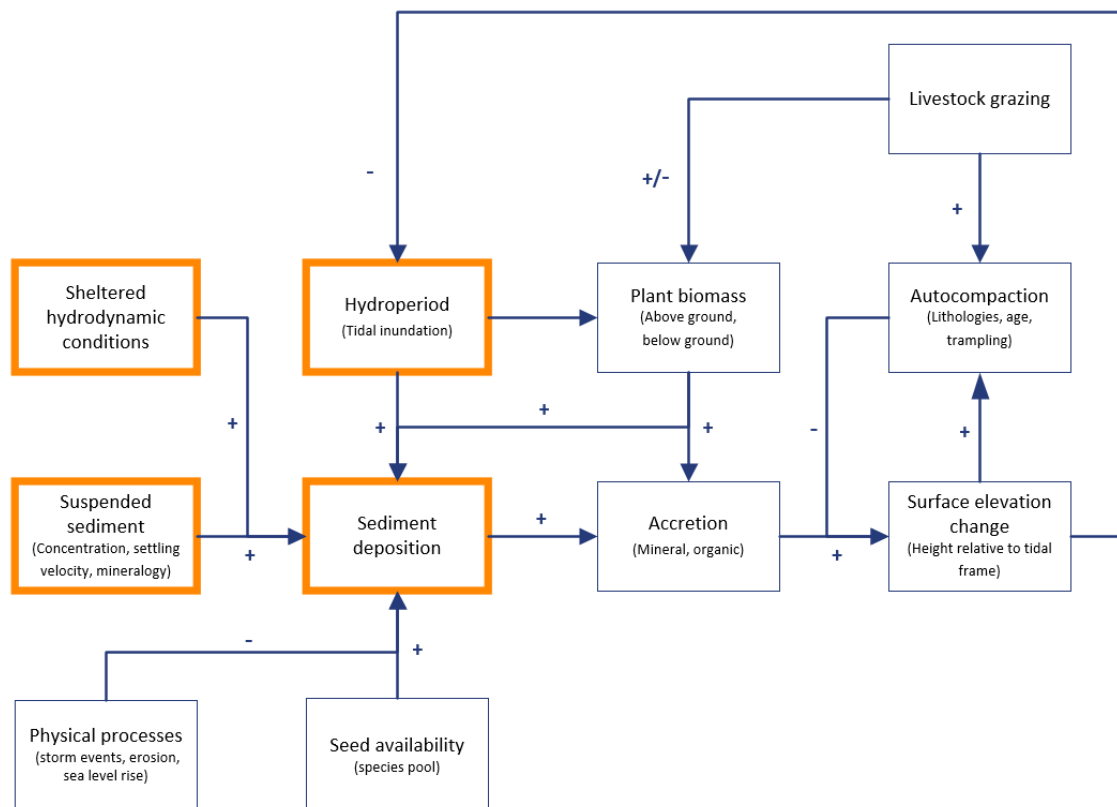 Livestock grazing
-
+/-
+
Sheltered
hydrodynamic
conditions
Hydroperiod
(Tidal inundation)
Plant biomass
(Above ground,
below ground)
Autocompaction
(Lithologies, age,
trampling)
+
+
+
+
-
+
Suspended
sediment
(Concentration, settling
velocity, mineralogy)
+
Sediment
deposition
+
Accretion
(Mineral, organic)
+
Surface elevation
change
(Height relative to tidal
frame)
-
+
Physical processes
(storm events, erosion,
sea level rise)
Seed availability
(species pool)